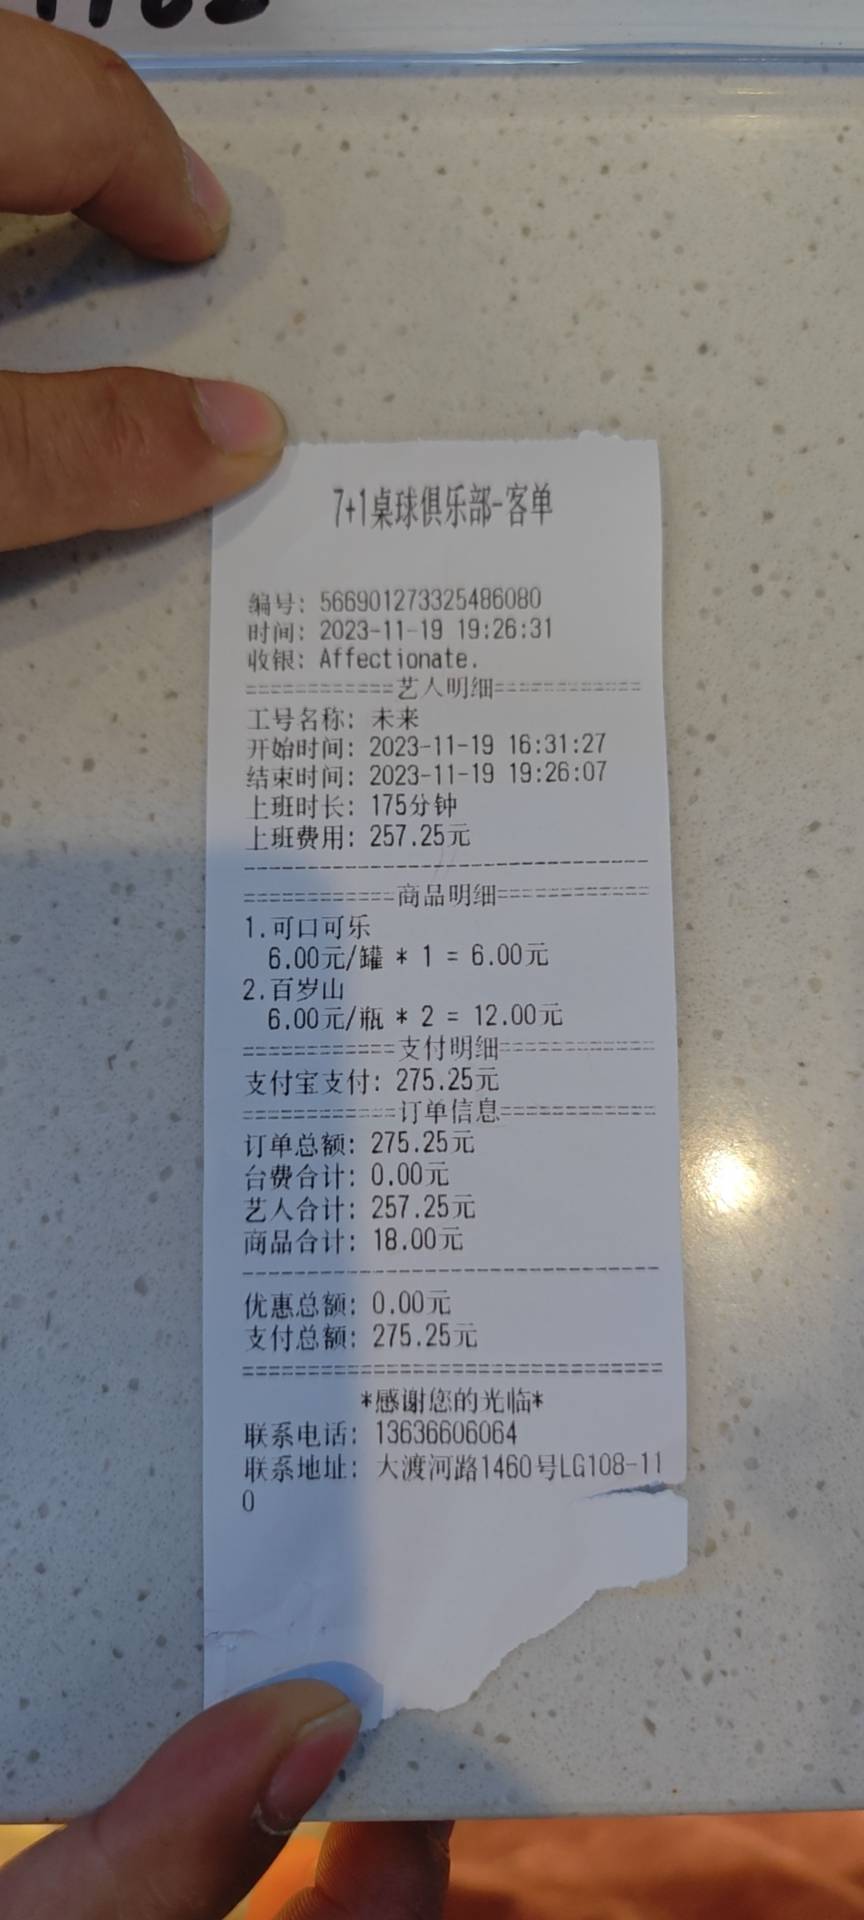 7+1桌球俱乐部-客单
编号: 566901273325486080
时间: 2023-11-19 19:26:31
收银: Affectionate.
============艺人明细============
工号名称: 未来
开始时间: 2023-11-19 16:31:27
结束时间: 2023-11-19 19:26:07
上班时长: 175分钟
上班费用: 257.25元
--------------------------------
============商品明细============
1.可口可乐
6.00元/罐 * 1 = 6.00元
2.百岁山
6.00元/瓶 * 2 = 12.00元
============支付明细============
支付宝支付: 275.25元
============订单信息============
订单总额: 275.25元
台费合计: 0.00元
艺人合计: 257.25元
商品合计: 18.00元
--------------------------------
优惠总额: 0.00元
支付总额: 275.25元
================================
*感谢您的光临*
联系电话: 13636606064
联系地址: 大渡河路1460号LG108-11
0